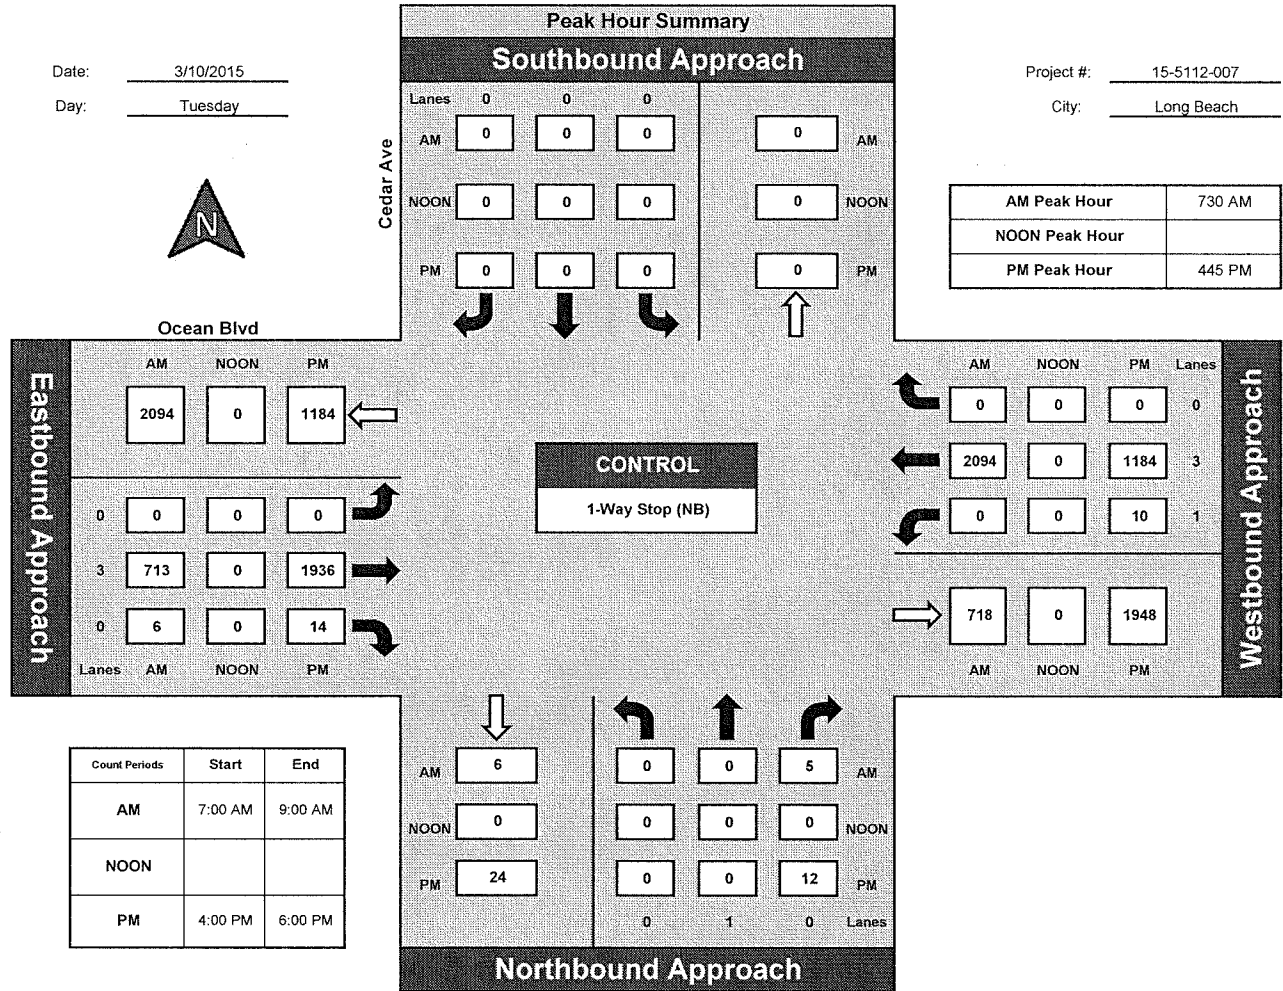 Peak Hour Summary
Southbound Approach
Date: 3/10/2015
Day: Tuesday
Project #: 15-5112-007
City: Long Beach
N
Cedar Ave
Lanes 0 0 0
AM 0 0 0 0 AM
NOON 0 0 0 0 NOON
PM 0 0 0 0 PM
AM Peak Hour 730 AM
NOON Peak Hour
PM Peak Hour 445 PM
Ocean Blvd
Eastbound Approach
AM NOON PM
2094 0 1184
0 0 0 0
3 713 0 1936
0 6 0 14
Lanes AM NOON PM
CONTROL
1-Way Stop (NB)
AM NOON PM Lanes
0 0 0 0
2094 0 1184 3
0 0 10 1
718 0 1948
AM NOON PM
Westbound Approach
Count Periods Start End
AM 7:00 AM 9:00 AM
NOON
PM 4:00 PM 6:00 PM
AM 6 0 0 5 AM
NOON 0 0 0 0 NOON
PM 24 0 0 12 PM
0 1 0 Lanes
Northbound Approach